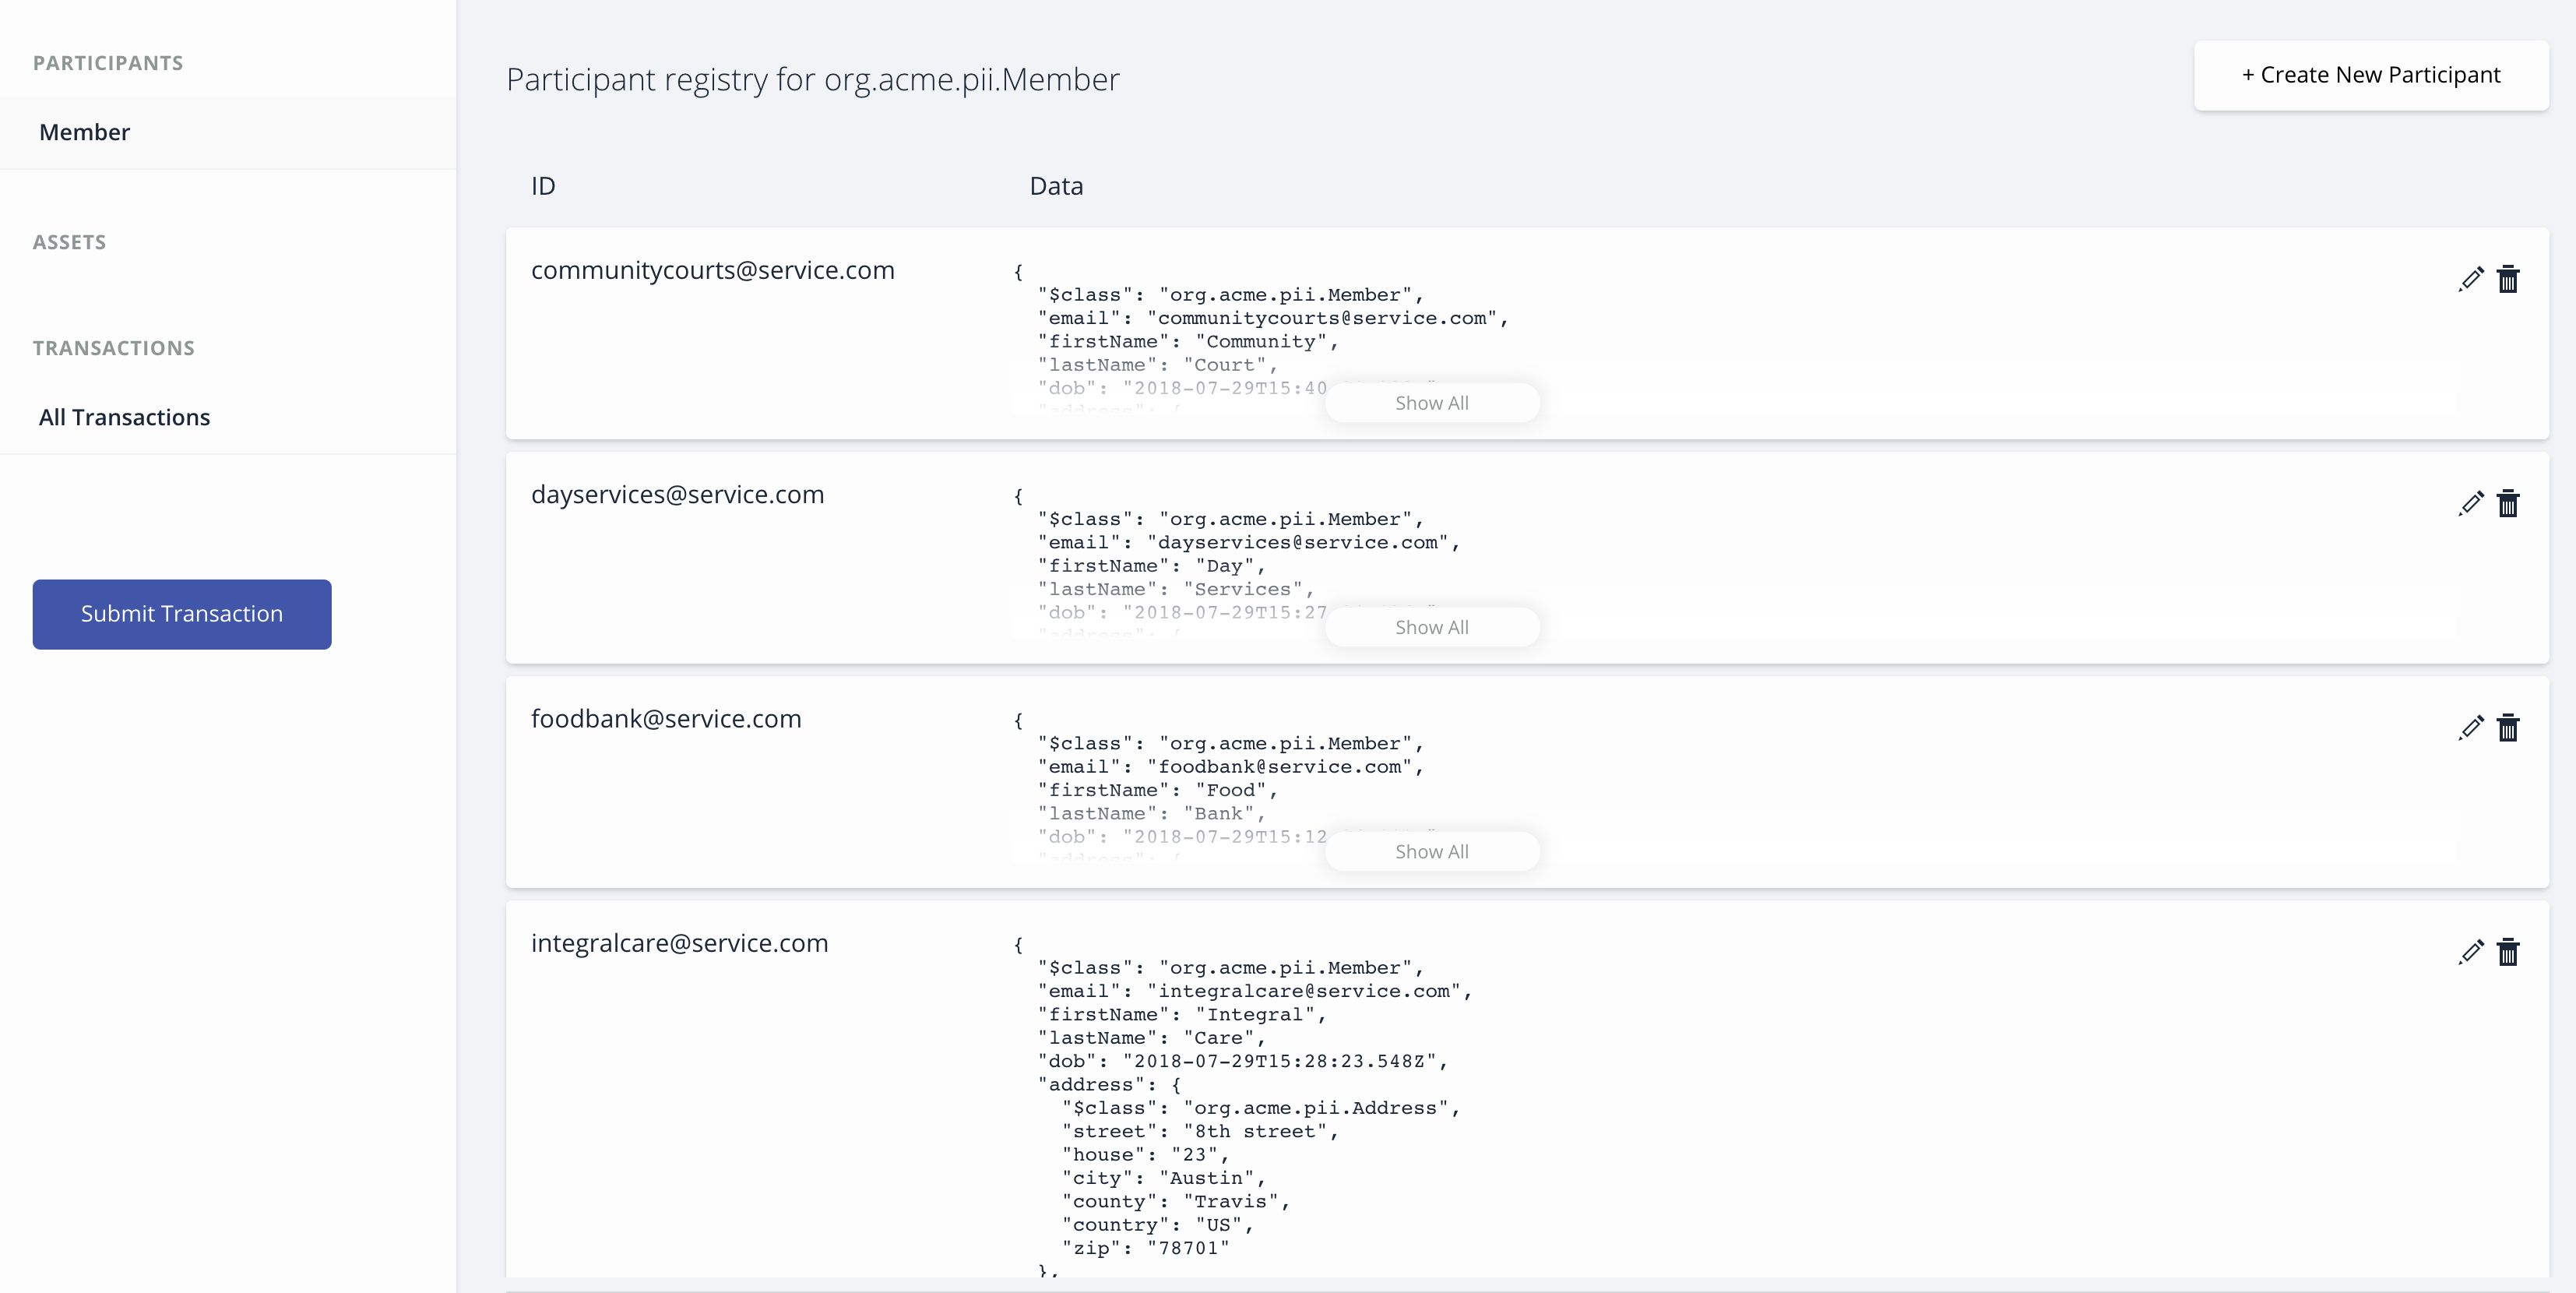 PARTICIPANTS
Member
ASSETS
TRANSACTIONS
All Transactions
Submit Transaction
Participant registry for org.acme.pii.Member
+ Create New Participant
ID Data
communitycourts@service.com
{
"$class": "org.acme.pii.Member",
"email": "communitycourts@service.com",
"firstName": "Community",
"lastName": "Court",
"dob": "2018-07-29T15:40
"address": {
Show All
dayservices@service.com
{
"$class": "org.acme.pii.Member",
"email": "dayservices@service.com",
"firstName": "Day",
"lastName": "Services",
"dob": "2018-07-29T15:27
"address": {
Show All
foodbank@service.com
{
"$class": "org.acme.pii.Member",
"email": "foodbank@service.com",
"firstName": "Food",
"lastName": "Bank",
"dob": "2018-07-29T15:12
"address": {
Show All
integralcare@service.com
{
"$class": "org.acme.pii.Member",
"email": "integralcare@service.com",
"firstName": "Integral",
"lastName": "Care",
"dob": "2018-07-29T15:28:23.548Z",
"address": {
"$class": "org.acme.pii.Address",
"street": "8th street",
"house": "23",
"city": "Austin",
"county": "Travis",
"country": "US",
"zip": "78701"
},